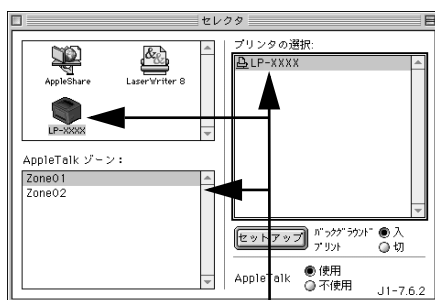 セレクタ
AppleShare
LaserWriter 8
LP-XXXX
AppleTalk ゾーン：
Zone01
Zone02
プリンタの選択:
LP-XXXX
セットアップ
バックグラウンド
プリント
入
切
AppleTalk
使用
不使用
J1-7.6.2